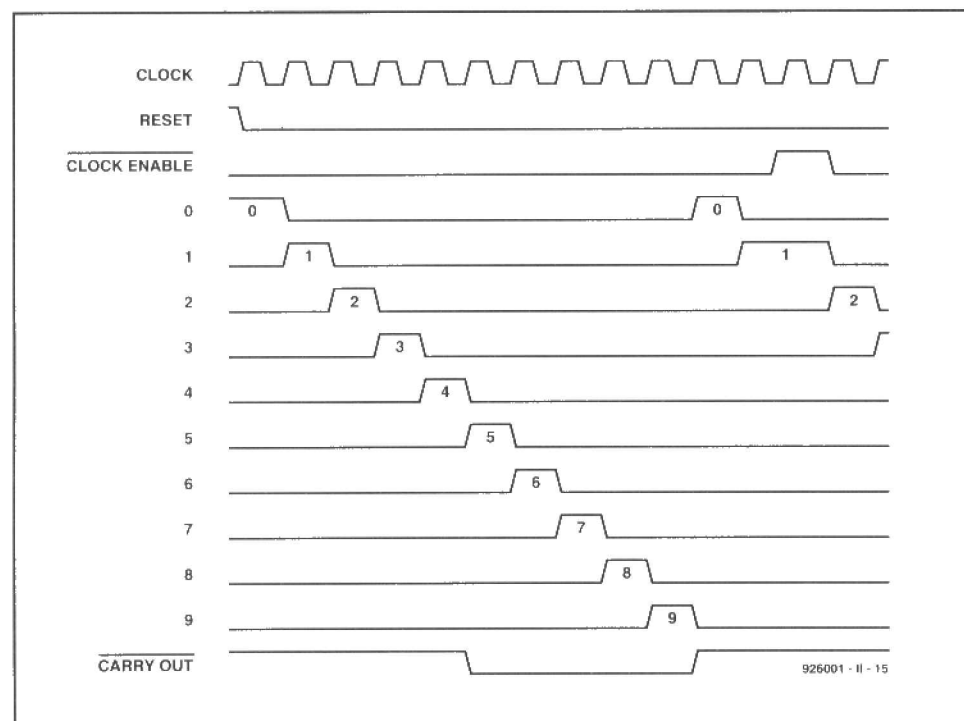 CLOCK
RESET
CLOCK ENABLE
0 0 0
1 1 1
2 2 2
3 3
4 4
5 5
6 6
7 7
8 8
9 9
CARRY OUT
926001 - II - 15